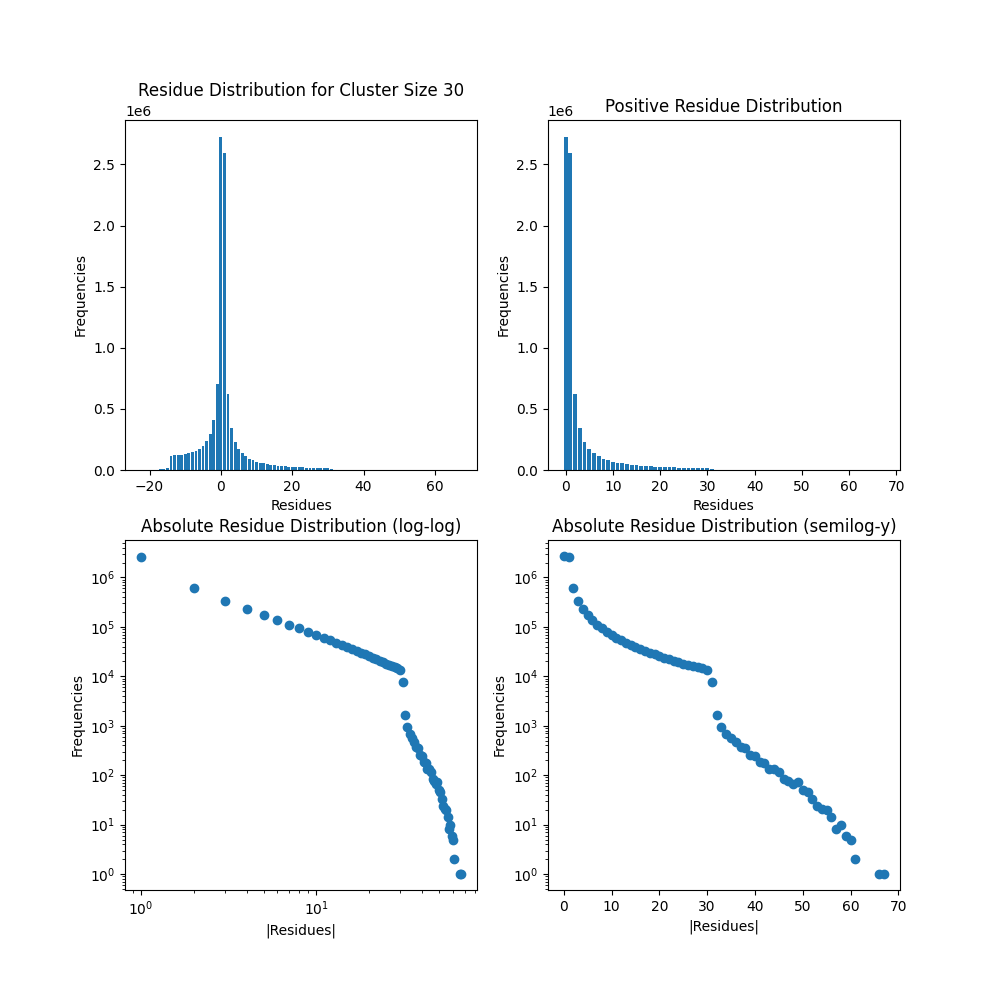 Residue Distribution for Cluster Size 30
1e6
Frequencies
2.5
2.0
1.5
1.0
0.5
0.0
−20 0 20 40 60
Residues
Positive Residue Distribution
1e6
Frequencies
2.5
2.0
1.5
1.0
0.5
0.0
0 10 20 30 40 50 60 70
Residues
Absolute Residue Distribution (log-log)
Frequencies
10^6
10^5
10^4
10^3
10^2
10^1
10^0
10^0 10^1
|Residues|
Absolute Residue Distribution (semilog-y)
Frequencies
10^6
10^5
10^4
10^3
10^2
10^1
10^0
0 10 20 30 40 50 60 70
|Residues|